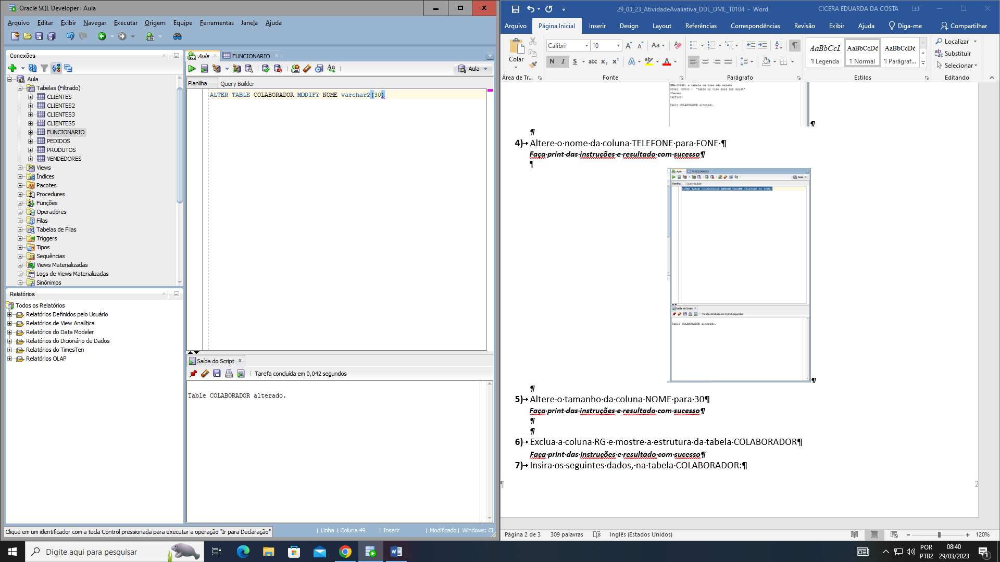 Oracle SQL Developer : Aula
Arquivo Editar Exibir Navegar Executar Origem Equipe Ferramentas Janela Ajuda
Conexões
Aula
Tabelas (Filtrado)
CLIENTES
CLIENTES2
CLIENTES3
CLIENTES5
FUNCIONARIO
PEDIDOS
PRODUTOS
VENDEDORES
Views
Índices
Pacotes
Procedures
Funções
Operadores
Filas
Tabelas de Filas
Triggers
Tipos
Sequências
Views Materializadas
Logs de Views Materializadas
Sinônimos
Relatórios
Todos os Relatórios
Relatórios Definidos pelo Usuário
Relatórios de View Analítica
Relatórios do Data Modeler
Relatórios do Dicionário de Dados
Relatórios do TimesTen
Relatórios OLAP
Clique em um identificador com a tecla Control pressionada para executar a operação "Ir para Declaração"
Aula FUNCIONARIO
Aula
Planilha Query Builder
ALTER TABLE COLABORADOR MODIFY NOME varchar2(30)
Saída do Script
Tarefa concluída em 0,042 segundos
Table COLABORADOR alterado.
Linha 1 Coluna 49 Inserir Modificado Windows: CF
29_03_23_AtividadeAvaliativa_DDL_DML_T0104 - Word CICERA EDUARDA DA COSTA
Arquivo Página Inicial Inserir Design Layout Referências Correspondências Revisão Exibir Ajuda Diga-me Compartilhar
Colar
Calibri 10
N I S abc x₂ x²
Aa
AaBbCcI AaBbCcDd AaBbCcDd
¶ Legenda ¶ Normal ¶ Parágraf...
Localizar
Substituir
Selecionar
Área de Tr... Fonte Parágrafo Estilos Editando
ORA-00942: a tabela ou view não existe
00942. 00000 - "table or view does not exist"
*Cause:
*Action:
Table COLABORADOR alterado.
4) Altere o nome da coluna TELEFONE para FONE ¶
Faça print das instruções e resultado com sucesso¶
Aula FUNCIONARIO
Aula
Planilha Query Builder
ALTER TABLE COLABORADOR RENAME COLUMN TELEFONE to FONE;
Saída do Script
Tarefa concluída em 0,042 segundos
Table COLABORADOR alterado.
5) Altere o tamanho da coluna NOME para 30¶
Faça print das instruções e resultado com sucesso¶
6) Exclua a coluna RG e mostre a estrutura da tabela COLABORADOR¶
Faça print das instruções e resultado com sucesso¶
7) Insira os seguintes dados, na tabela COLABORADOR:¶
2
Página 2 de 3 309 palavras Inglês (Estados Unidos) 120%
Digite aqui para pesquisar
POR
PTB2
08:40
29/03/2023
1